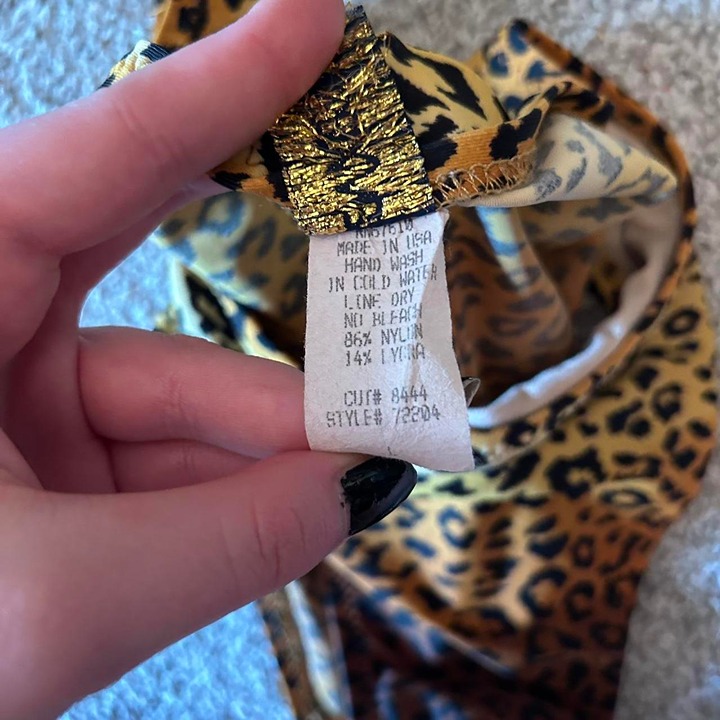 MADE IN USA
HAND WASH
IN COLD WATER
LINE DRY
NO BLEACH
86% NYLON
14% LYCRA
CUT# 8444
STYLE# 72204